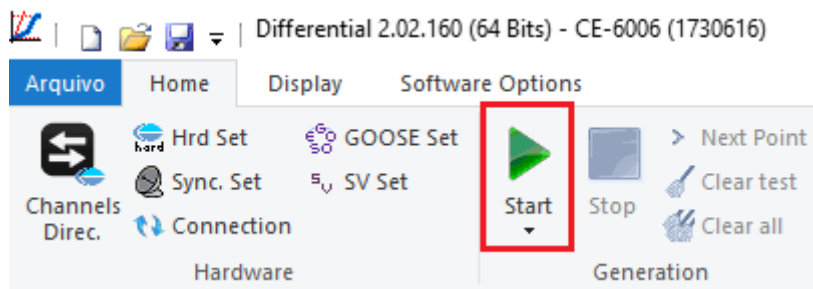 Differential 2.02.160 (64 Bits) - CE-6006 (1730616)
Arquivo Home Display Software Options
Channels
Direc.
hard Hrd Set
Sync. Set
Connection
GOOSE Set
SV Set
Hardware
Start
Stop
Next Point
Clear test
Clear all
Generation